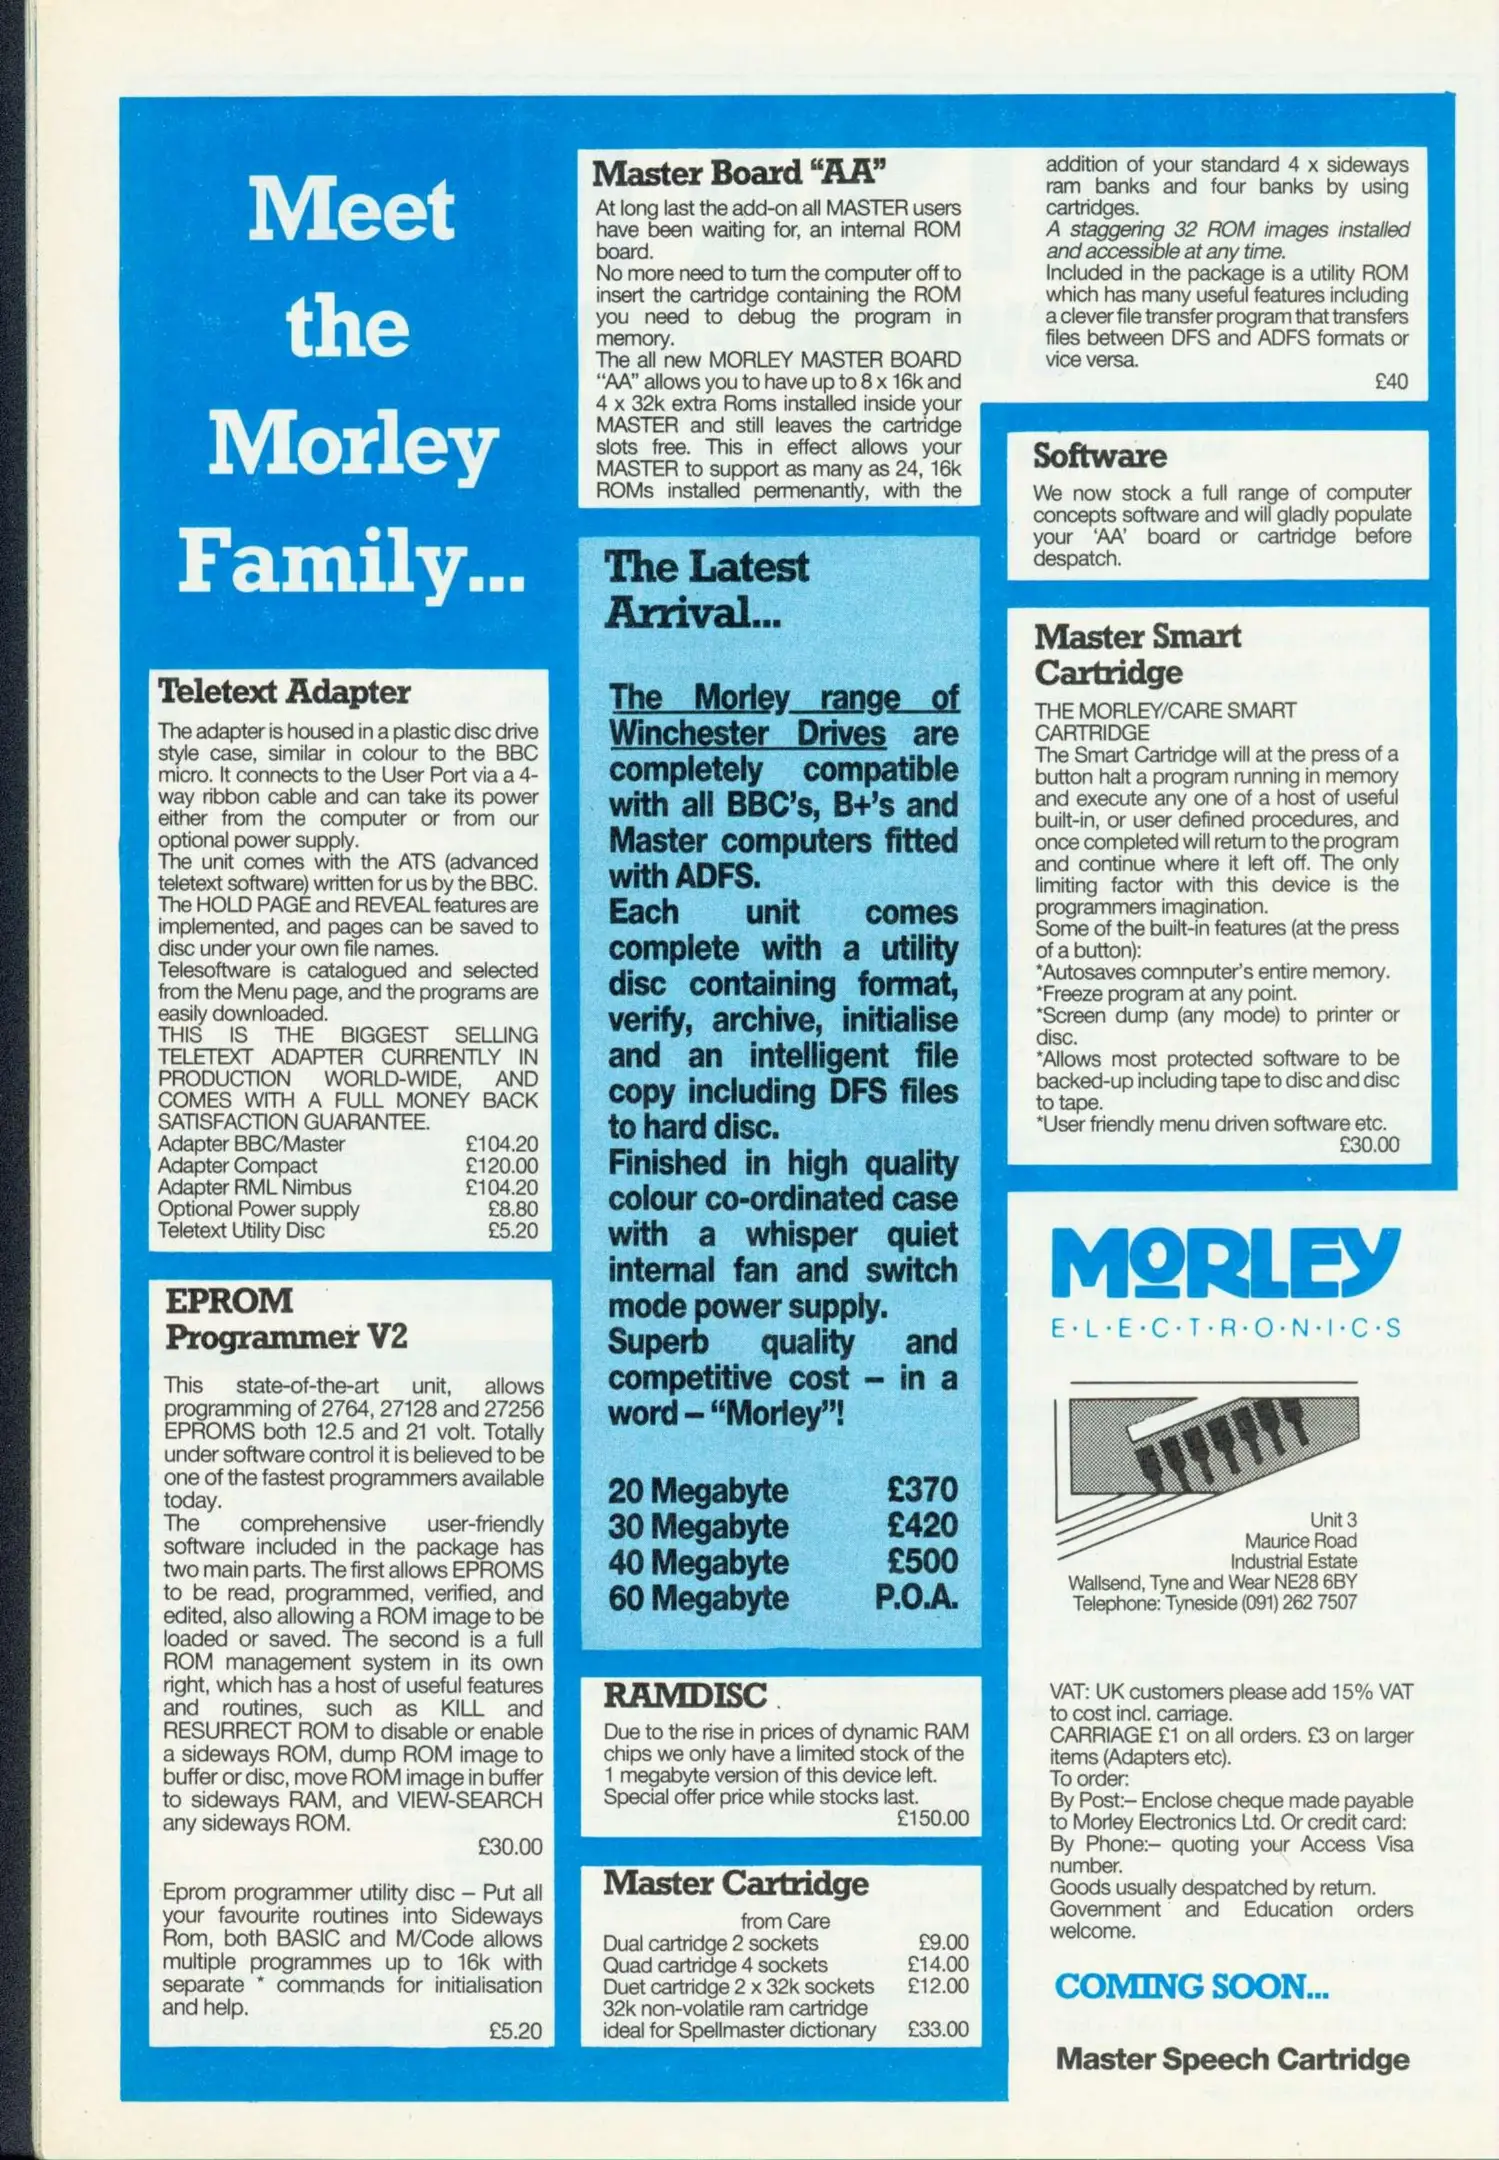 Meet
the
Morley
Family...
Teletext Adapter
The adapter is housed in a plastic disc drive
style case, similar in colour to the BBC
micro. It connects to the User Port via a 4-
way ribbon cable and can take its power
either from the computer or from our
optional power supply.
The unit comes with the ATS (advanced
teletext software) written for us by the BBC.
The HOLD PAGE and REVEAL features are
implemented, and pages can be saved to
disc under your own file names.
Telesoftware is catalogued and selected
from the Menu page, and the programs are
easily downloaded.
THIS IS THE BIGGEST SELLING
TELETEXT ADAPTER CURRENTLY IN
PRODUCTION WORLD-WIDE, AND
COMES WITH A FULL MONEY BACK
SATISFACTION GUARANTEE.
Adapter BBC/Master £104.20
Adapter Compact £120.00
Adapter RML Nimbus £104.20
Optional Power supply £8.80
Teletext Utility Disc £5.20
EPROM
Programmer V2
This state-of-the-art unit, allows
programming of 2764, 27128 and 27256
EPROMS both 12.5 and 21 volt. Totally
under software control it is believed to be
one of the fastest programmers available
today.
The comprehensive user-friendly
software included in the package has
two main parts. The first allows EPROMS
to be read, programmed, verified, and
edited, also allowing a ROM image to be
loaded or saved. The second is a full
ROM management system in its own
right, which has a host of useful features
and routines, such as KILL and
RESURRECT ROM to disable or enable
a sideways ROM, dump ROM image to
buffer or disc, move ROM image in buffer
to sideways RAM, and VIEW-SEARCH
any sideways ROM.
£30.00
Eprom programmer utility disc – Put all
your favourite routines into Sideways
Rom, both BASIC and M/Code allows
multiple programmes up to 16k with
separate * commands for initialisation
and help.
£5.20
Master Board “AA”
At long last the add-on all MASTER users
have been waiting for, an internal ROM
board.
No more need to turn the computer off to
insert the cartridge containing the ROM
you need to debug the program in
memory.
The all new MORLEY MASTER BOARD
“AA” allows you to have up to 8 x 16k and
4 x 32k extra Roms installed inside your
MASTER and still leaves the cartridge
slots free. This in effect allows your
MASTER to support as many as 24, 16k
ROMs installed permenantly, with the
addition of your standard 4 x sideways
ram banks and four banks by using
cartridges.
A staggering 32 ROM images installed
and accessible at any time.
Included in the package is a utility ROM
which has many useful features including
a clever file transfer program that transfers
files between DFS and ADFS formats or
vice versa.
£40
The Latest
Arrival...
The Morley range of
Winchester Drives are
completely compatible
with all BBC's, B+'s and
Master computers fitted
with ADFS.
Each unit comes
complete with a utility
disc containing format,
verify, archive, initialise
and an intelligent file
copy including DFS files
to hard disc.
Finished in high quality
colour co-ordinated case
with a whisper quiet
internal fan and switch
mode power supply.
Superb quality and
competitive cost – in a
word – “Morley”!
20 Megabyte £370
30 Megabyte £420
40 Megabyte £500
60 Megabyte P.O.A.
RAMDISC
Due to the rise in prices of dynamic RAM
chips we only have a limited stock of the
1 megabyte version of this device left.
Special offer price while stocks last.
£150.00
Master Cartridge
from Care
Dual cartridge 2 sockets £9.00
Quad cartridge 4 sockets £14.00
Duet cartridge 2 x 32k sockets £12.00
32k non-volatile ram cartridge
ideal for Spellmaster dictionary £33.00
Software
We now stock a full range of computer
concepts software and will gladly populate
your ‘AA’ board or cartridge before
despatch.
Master Smart
Cartridge
THE MORLEY/CARE SMART
CARTRIDGE
The Smart Cartridge will at the press of a
button halt a program running in memory
and execute any one of a host of useful
built-in, or user defined procedures, and
once completed will return to the program
and continue where it left off. The only
limiting factor with this device is the
programmers imagination.
Some of the built-in features (at the press
of a button):
*Autosaves comnputer's entire memory.
*Freeze program at any point.
*Screen dump (any mode) to printer or
disc.
*Allows most protected software to be
backed-up including tape to disc and disc
to tape.
*User friendly menu driven software etc.
£30.00
MORLEY
E·L·E·C·T·R·O·N·I·C·S
Unit 3
Maurice Road
Industrial Estate
Wallsend, Tyne and Wear NE28 6BY
Telephone: Tyneside (091) 262 7507
VAT: UK customers please add 15% VAT
to cost incl. carriage.
CARRIAGE £1 on all orders. £3 on larger
items (Adapters etc).
To order:
By Post:– Enclose cheque made payable
to Morley Electronics Ltd. Or credit card:
By Phone:– quoting your Access Visa
number.
Goods usually despatched by return.
Government and Education orders
welcome.
COMING SOON...
Master Speech Cartridge